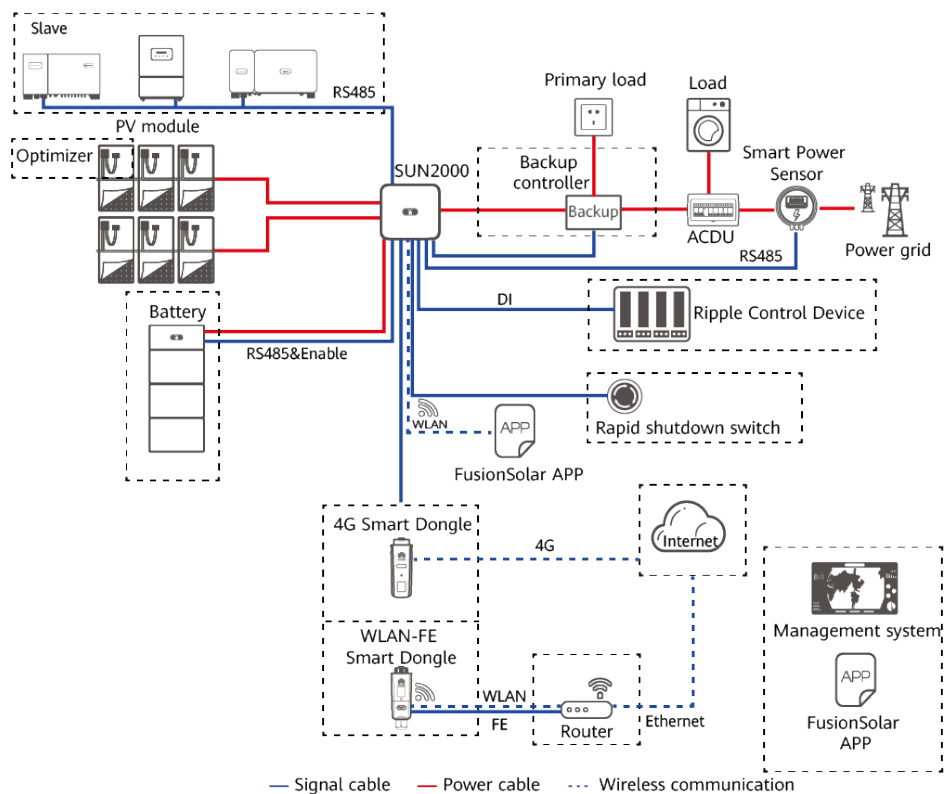 Slave
RS485
PV module
Optimizer
SUN2000
Primary load
Load
Backup
controller
Backup
Smart Power
Sensor
ACDU
Power grid
RS485
DI
Ripple Control Device
Battery
RS485&Enable
WLAN
APP
FusionSolar APP
Rapid shutdown switch
4G Smart Dongle
4G
Internet
WLAN-FE
Smart Dongle
WLAN
FE
Router
Ethernet
Management system
APP
FusionSolar
APP
Signal cable
Power cable
Wireless communication